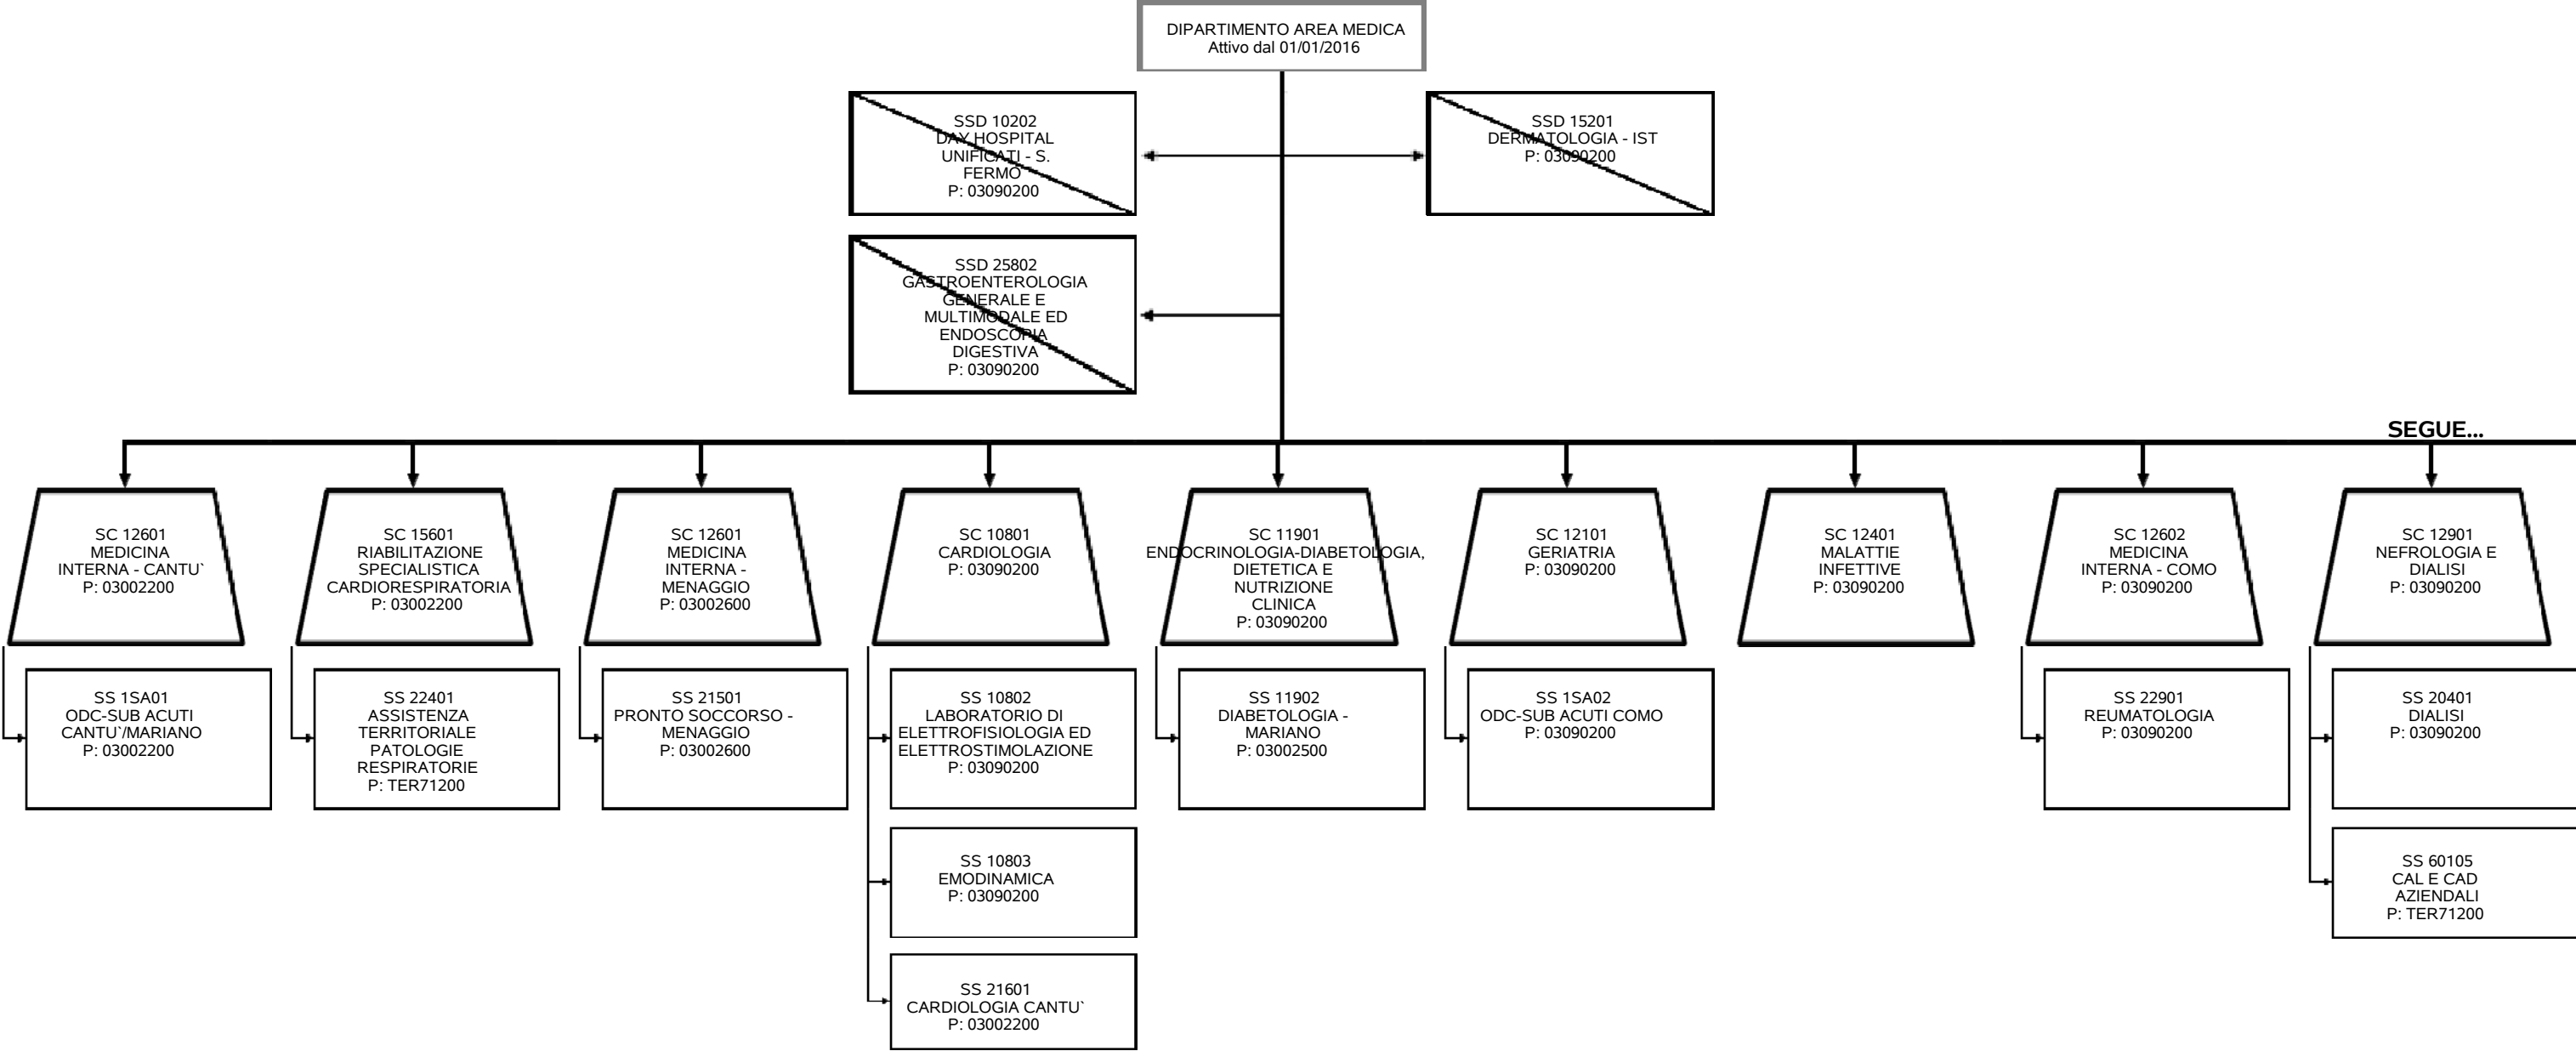 DIPARTIMENTO AREA MEDICA
Attivo dal 01/01/2016
SSD 10202
DAY HOSPITAL
UNIFICATI - S.
FERMO
P: 03090200
SSD 15201
DERMATOLOGIA - IST
P: 03090200
SSD 25802
GASTROENTEROLOGIA
GENERALE E
MULTIMODALE ED
ENDOSCOPIA
DIGESTIVA
P: 03090200
SEGUE...
SC 12601
MEDICINA
INTERNA - CANTU`
P: 03002200
SC 15601
RIABILITAZIONE
SPECIALISTICA
CARDIORESPIRATORIA
P: 03002200
SC 12601
MEDICINA
INTERNA -
MENAGGIO
P: 03002600
SC 10801
CARDIOLOGIA
P: 03090200
SC 11901
ENDOCRINOLOGIA-DIABETOLOGIA,
DIETETICA E
NUTRIZIONE
CLINICA
P: 03090200
SC 12101
GERIATRIA
P: 03090200
SC 12401
MALATTIE
INFETTIVE
P: 03090200
SC 12602
MEDICINA
INTERNA - COMO
P: 03090200
SC 12901
NEFROLOGIA E
DIALISI
P: 03090200
SS 1SA01
ODC-SUB ACUTI
CANTU`/MARIANO
P: 03002200
SS 22401
ASSISTENZA
TERRITORIALE
PATOLOGIE
RESPIRATORIE
P: TER71200
SS 21501
PRONTO SOCCORSO -
MENAGGIO
P: 03002600
SS 10802
LABORATORIO DI
ELETTROFISIOLOGIA ED
ELETTROSTIMOLAZIONE
P: 03090200
SS 11902
DIABETOLOGIA -
MARIANO
P: 03002500
SS 1SA02
ODC-SUB ACUTI COMO
P: 03090200
SS 22901
REUMATOLOGIA
P: 03090200
SS 20401
DIALISI
P: 03090200
SS 10803
EMODINAMICA
P: 03090200
SS 60105
CAL E CAD
AZIENDALI
P: TER71200
SS 21601
CARDIOLOGIA CANTU`
P: 03002200